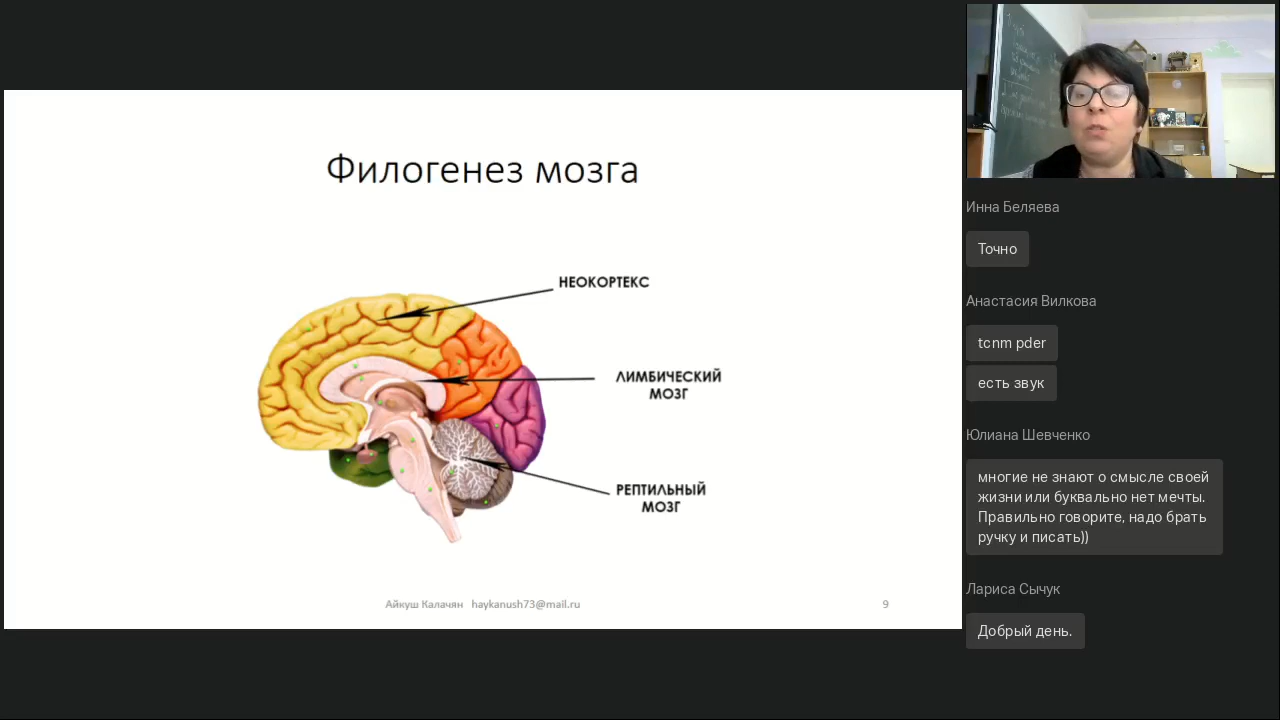 Филогенез мозга
НЕОКОРТЕКС
ЛИМБИЧЕСКИЙ
МОЗГ
РЕПТИЛЬНЫЙ
МОЗГ
Айкуш Калачян haykanush73@mail.ru
9
Инна Беляева
Точно
Анастасия Вилкова
tcnm pder
есть звук
Юлиана Шевченко
многие не знают о смысле своей
жизни или буквально нет мечты.
Правильно говорите, надо брать
ручку и писать))
Лариса Сычук
Добрый день.